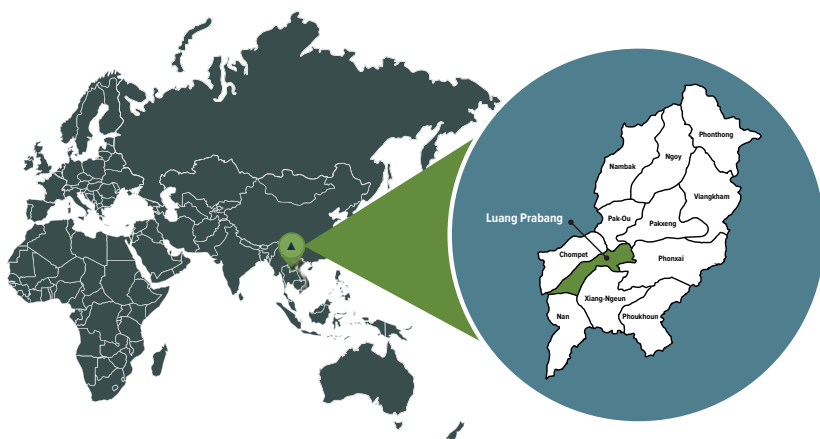 Phonthong
Ngoy
Nambak
Viangkham
Luang Prabang
Pak-Ou
Pakxeng
Chompet
Phonxai
Xiang-Ngeun
Nan
Phoukhoun